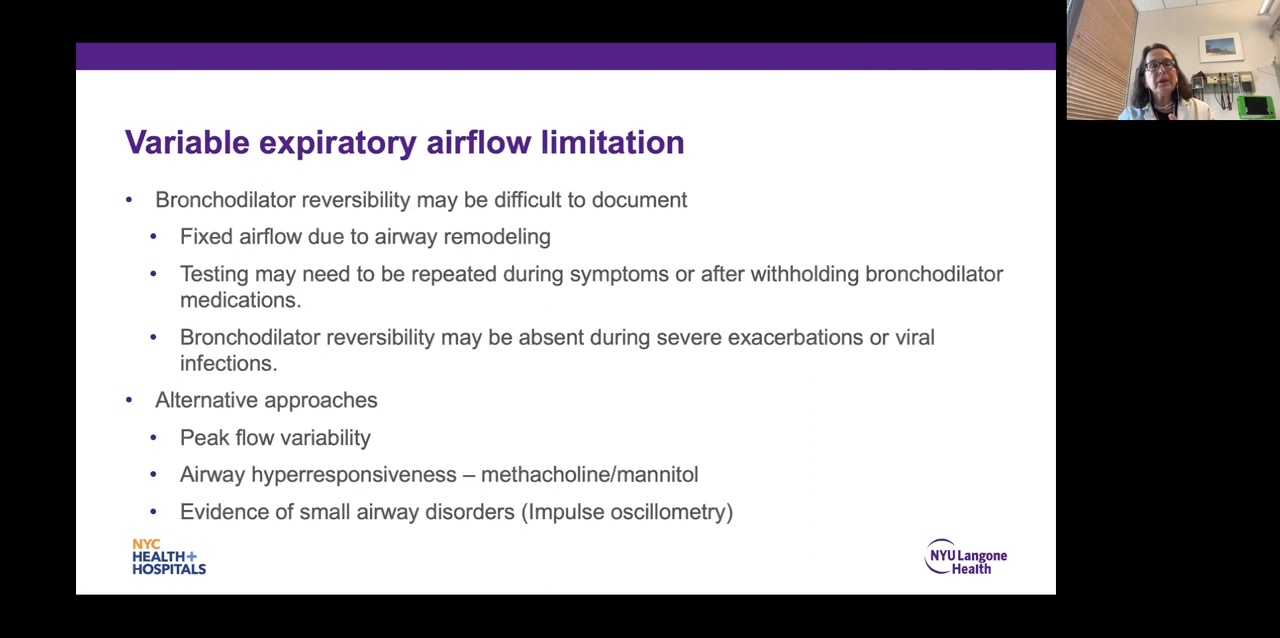 Variable expiratory airflow limitation
• Bronchodilator reversibility may be difficult to document
• Fixed airflow due to airway remodeling
• Testing may need to be repeated during symptoms or after withholding bronchodilator
medications.
• Bronchodilator reversibility may be absent during severe exacerbations or viral
infections.
• Alternative approaches
• Peak flow variability
• Airway hyperresponsiveness – methacholine/mannitol
• Evidence of small airway disorders (Impulse oscillometry)
NYC
HEALTH+
HOSPITALS
NYU Langone
Health